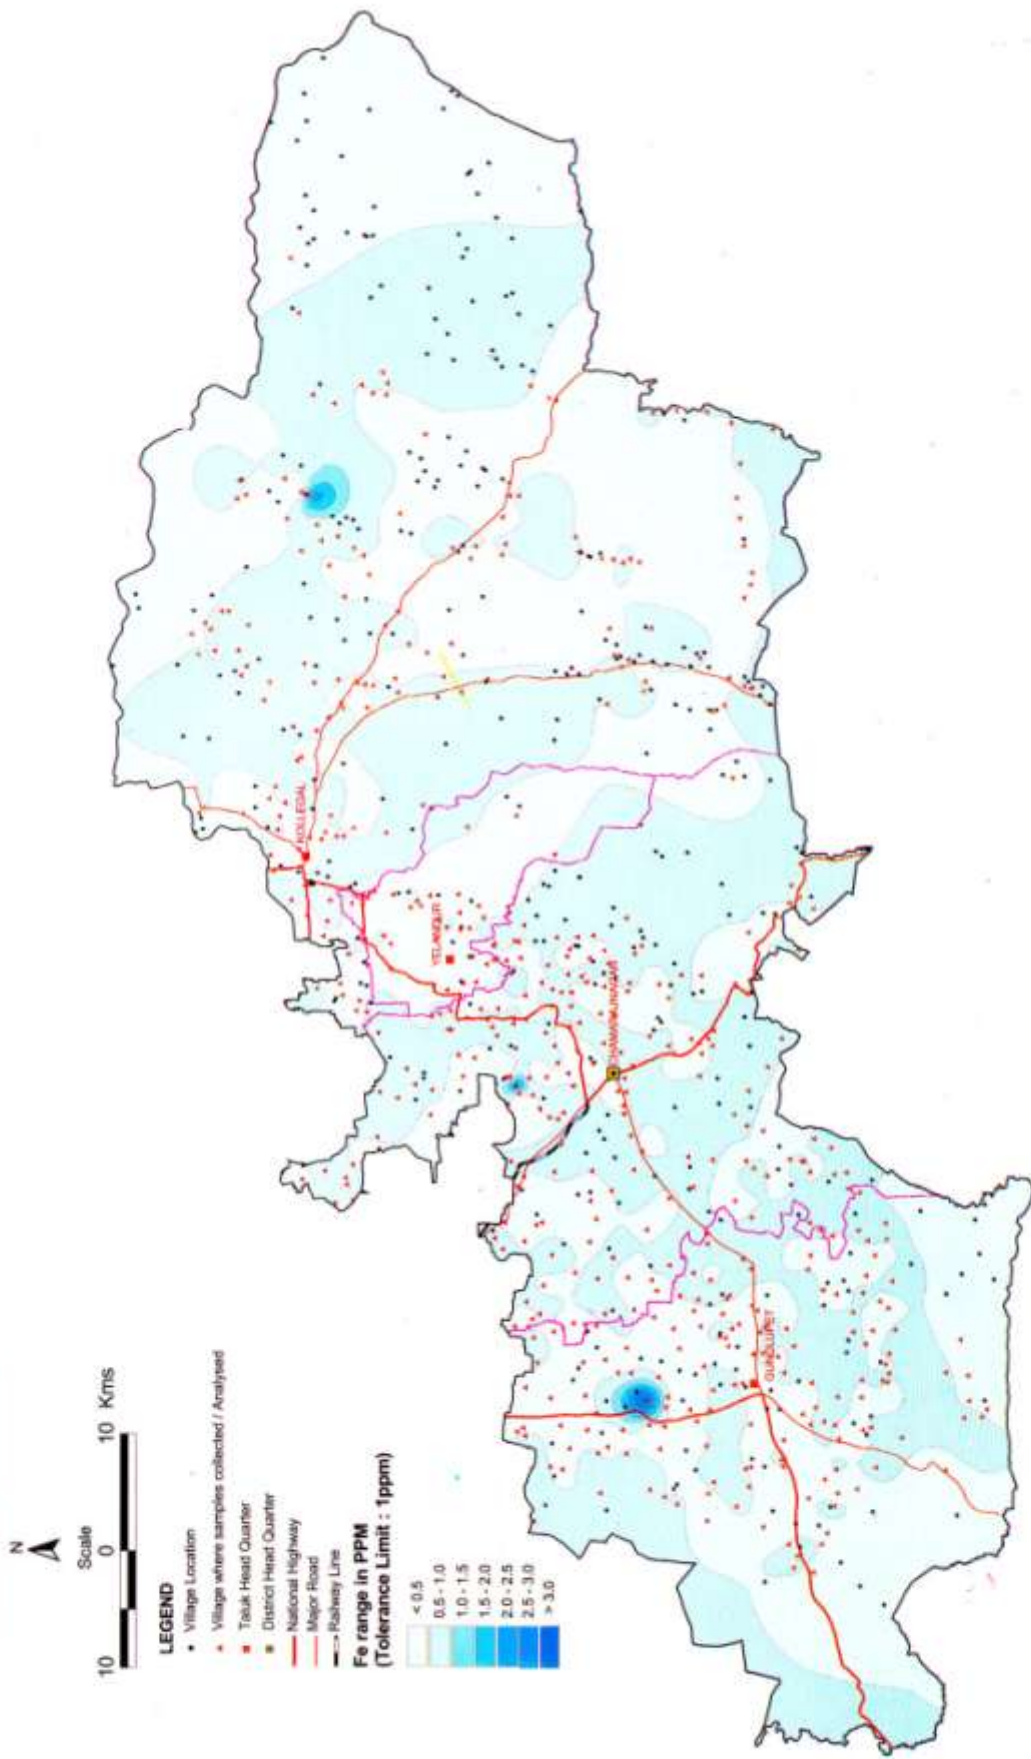 N
Scale
10 0 10 Kms
LEGEND
Village Location
Village where samples collected / Analysed
Taluk Head Quarter
District Head Quarter
National Highway
Major Road
Railway Line
Fe range in PPM
(Tolerance Limit : 1ppm)
< 0.5
0.5 - 1.0
1.0 - 1.5
1.5 - 2.0
2.0 - 2.5
2.5 - 3.0
> 3.0
KOLLEGAL
YELANDUR
CHAMARAJNAGAR
GUNDLUPET